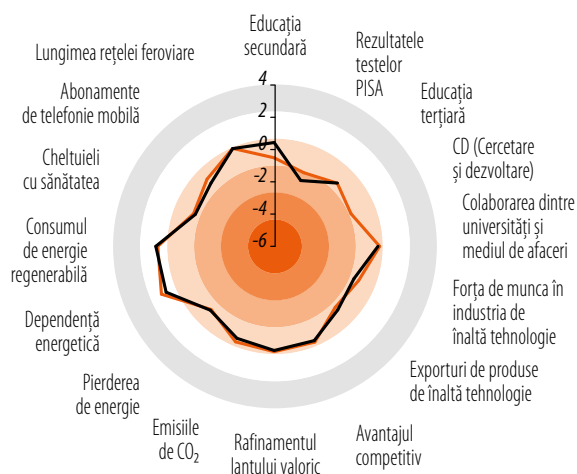 Educația
secundară
Rezultatele
testelor
PISA
Educația
terțiară
CD (Cercetare
și dezvoltare)
Colaborarea dintre
universități și
mediul de afaceri
Forța de munca în
industria de
înaltă tehnologie
Exporturi de produse
de înaltă tehnologie
Avantajul
competitiv
Rafinamentul
lantului valoric
Emisiile
de CO₂
Pierderea
de energie
Dependență
energetică
Consumul
de energie
regenerabilă
Cheltuieli
cu sănătatea
Abonamente
de telefonie mobilă
Lungimea rețelei feroviare
4
2
0
-2
-4
-6